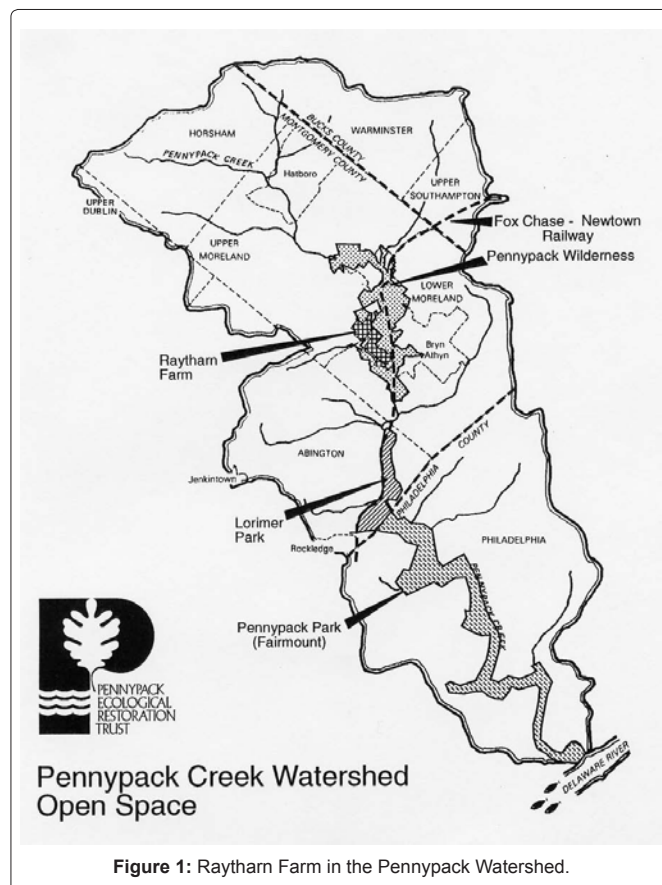 BUCKS COUNTY
MONTGOMERY COUNTY
HORSHAM
WARMINSTER
PENNYPACK CREEK
Hatboro
UPPER
SOUTHAMPTON
UPPER
DUBLIN
Fox Chase - Newtown
Railway
UPPER
MORELAND
Pennypack Wilderness
LOWER
MORELAND
Bryn
Athyn
Raytharn
Farm
ABINGTON
PHILADELPHIA COUNTY
Jenkintown
Lorimer
Park
Rockledge
PHILADELPHIA
PENNYPACK CREEK
Pennypack Park
(Fairmount)
PENNYPACK
ECOLOGICAL
RESTORATION
TRUST
DELAWARE RIVER
Pennypack Creek Watershed
Open Space
Figure 1: Raytharn Farm in the Pennypack Watershed.